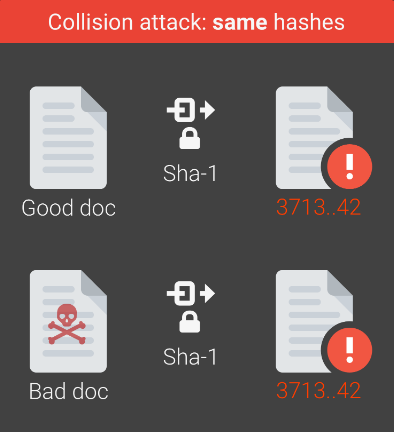 Collision attack: same hashes
Sha-1
Good doc
3713..42
Sha-1
Bad doc
3713..42